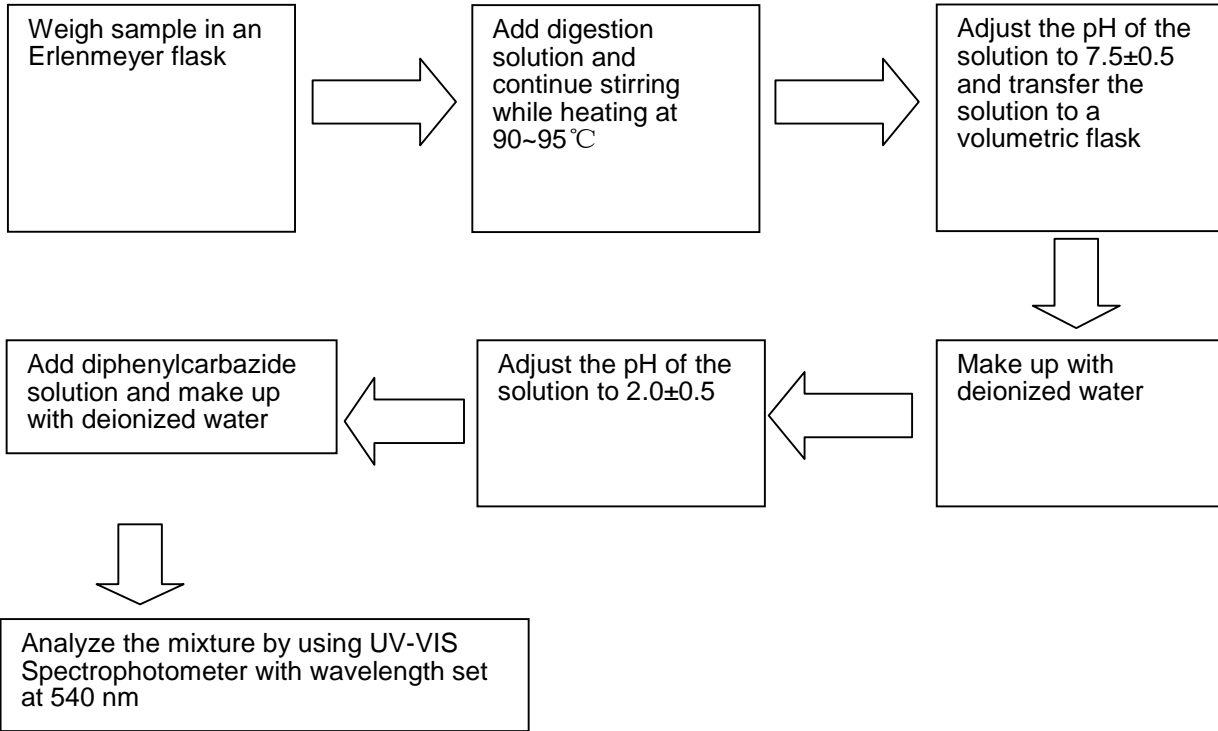 Weigh sample in an
Erlenmeyer flask
Add digestion
solution and
continue stirring
while heating at
90~95℃
Adjust the pH of the
solution to 7.5±0.5
and transfer the
solution to a
volumetric flask
Make up with
deionized water
Adjust the pH of the
solution to 2.0±0.5
Add diphenylcarbazide
solution and make up
with deionized water
Analyze the mixture by using UV-VIS
Spectrophotometer with wavelength set
at 540 nm